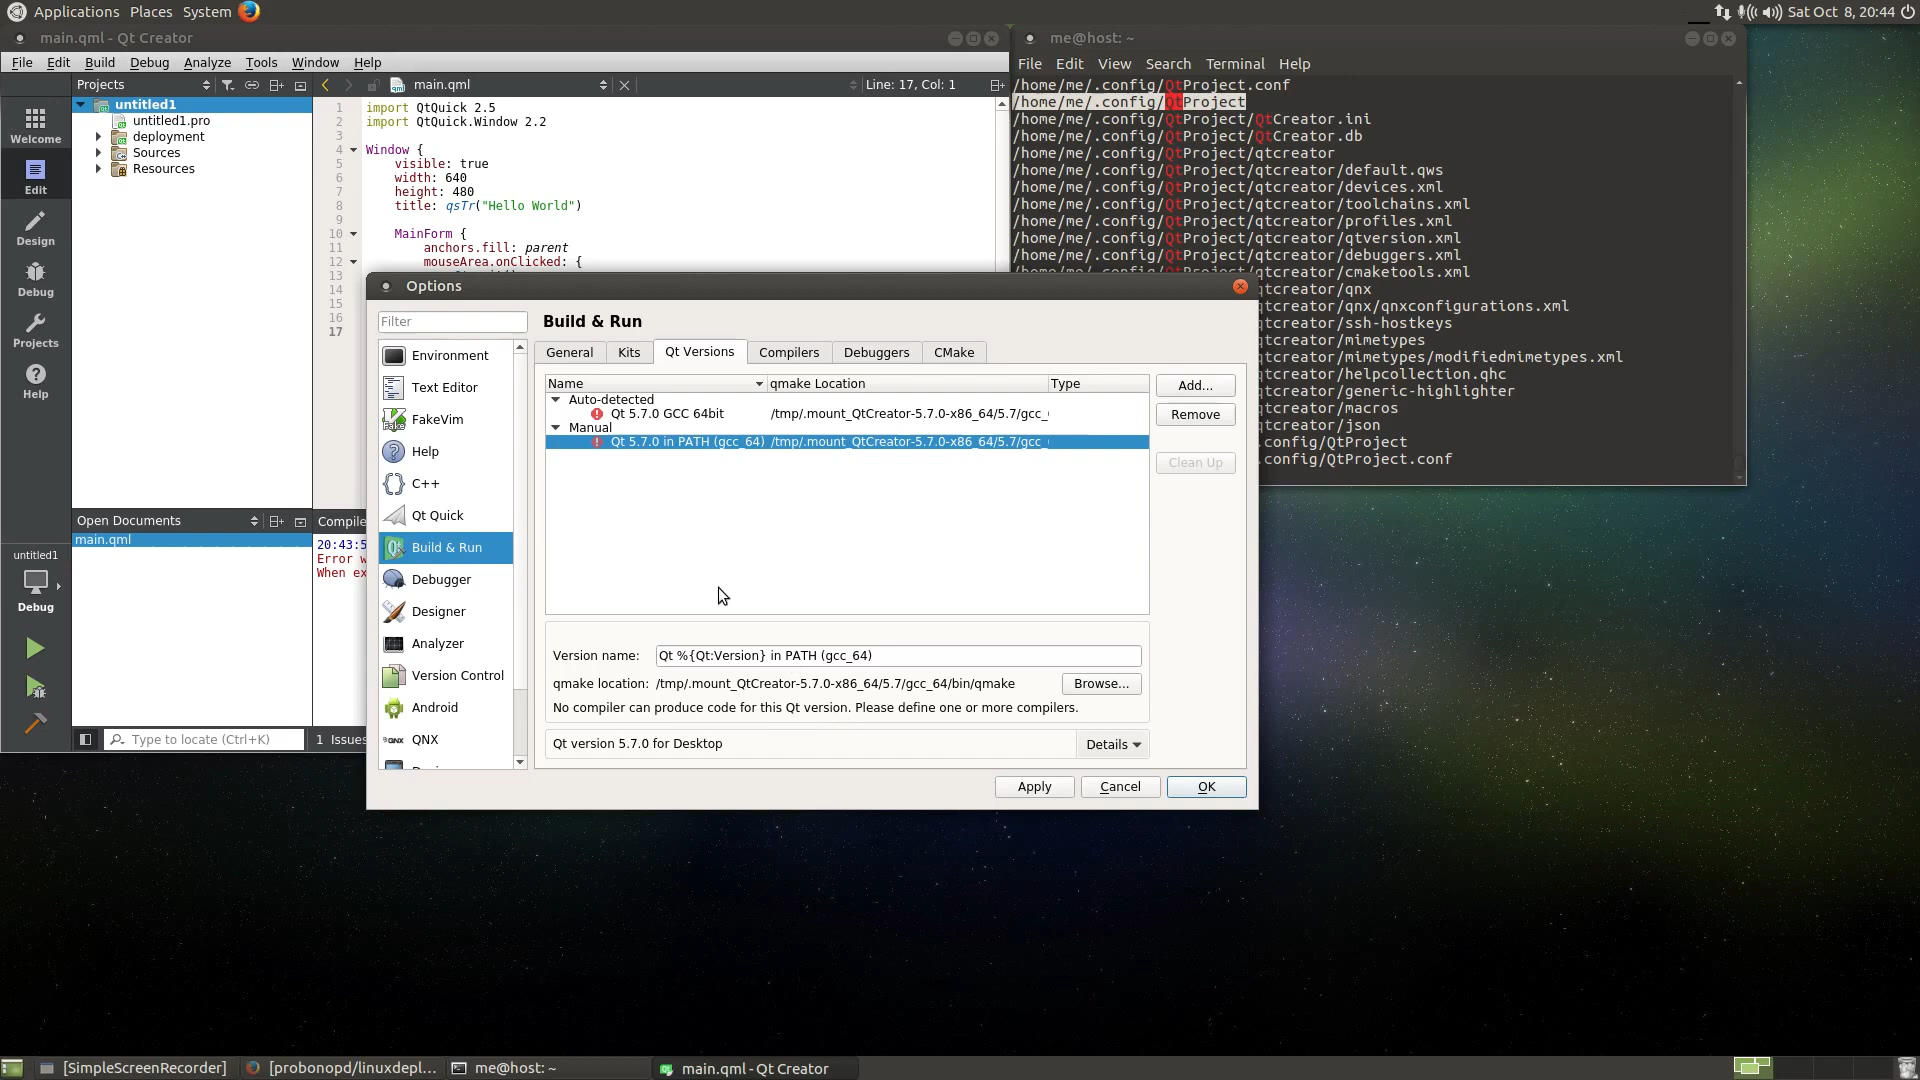 Applications Places System
Sat Oct 8, 20:44
main.qml - Qt Creator
File Edit Build Debug Analyze Tools Window Help
Projects
main.qml
Line: 17, Col: 1
Welcome
Edit
Design
Debug
Projects
Help
untitled1
untitled1.pro
deployment
Sources
Resources
1 import QtQuick 2.5
2 import QtQuick.Window 2.2
3
4 Window {
5 visible: true
6 width: 640
7 height: 480
8 title: qsTr("Hello World")
9
10 MainForm {
11 anchors.fill: parent
12 mouseArea.onClicked: {
13
14
15
16
17
Open Documents
main.qml
Compile
20:43:5
Error w
When ex
untitled1
Debug
Type to locate (Ctrl+K)
1 Issues
me@host: ~
File Edit View Search Terminal Help
/home/me/.config/QtProject.conf
/home/me/.config/QtProject
/home/me/.config/QtProject/QtCreator.ini
/home/me/.config/QtProject/QtCreator.db
/home/me/.config/QtProject/qtcreator
/home/me/.config/QtProject/qtcreator/default.qws
/home/me/.config/QtProject/qtcreator/devices.xml
/home/me/.config/QtProject/qtcreator/toolchains.xml
/home/me/.config/QtProject/qtcreator/profiles.xml
/home/me/.config/QtProject/qtcreator/qtversion.xml
/home/me/.config/QtProject/qtcreator/debuggers.xml
/home/me/.config/QtProject/qtcreator/cmaketools.xml
qtcreator/qnx
qtcreator/qnx/qnxconfigurations.xml
qtcreator/ssh-hostkeys
qtcreator/mimetypes
qtcreator/mimetypes/modifiedmimetypes.xml
qtcreator/helpcollection.qhc
qtcreator/generic-highlighter
qtcreator/macros
qtcreator/json
.config/QtProject
.config/QtProject.conf
Options
Filter
Environment
Text Editor
FakeVim
Help
C++
Qt Quick
Build & Run
Debugger
Designer
Analyzer
Version Control
Android
QNX
Build & Run
General Kits Qt Versions Compilers Debuggers CMake
Name qmake Location Type
Auto-detected
Qt 5.7.0 GCC 64bit /tmp/.mount_QtCreator-5.7.0-x86_64/5.7/gcc_
Manual
Qt 5.7.0 in PATH (gcc_64) /tmp/.mount_QtCreator-5.7.0-x86_64/5.7/gcc_
Add...
Remove
Clean Up
Version name: Qt %{Qt:Version} in PATH (gcc_64)
qmake location: /tmp/.mount_QtCreator-5.7.0-x86_64/5.7/gcc_64/bin/qmake Browse...
No compiler can produce code for this Qt version. Please define one or more compilers.
Qt version 5.7.0 for Desktop Details
Apply Cancel OK
[SimpleScreenRecorder] [probonopd/linuxdepl... me@host: ~ main.qml - Qt Creator